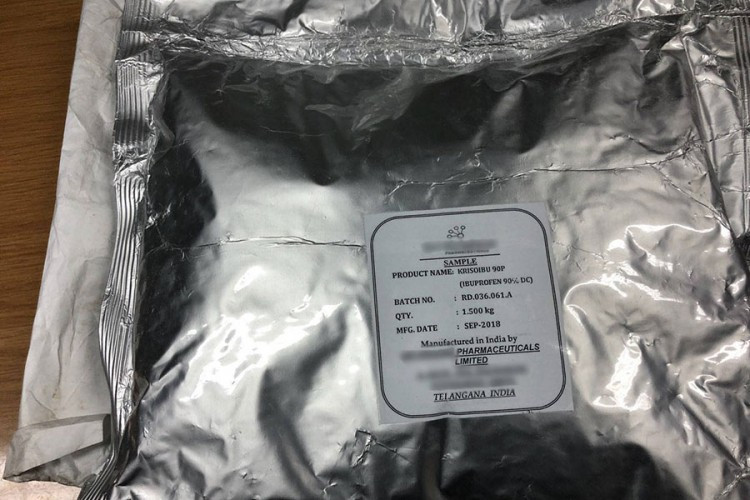 SAMPLE
PRODUCT NAME: KRISOIBU 90P
(IBUPROFEN 90% DC)
BATCH NO. : RD.036.061.A
QTY. : 1.500 kg
MFG. DATE : SEP-2018
Manufactured in India by
PHARMACEUTICALS
LIMITED
TELANGANA INDIA